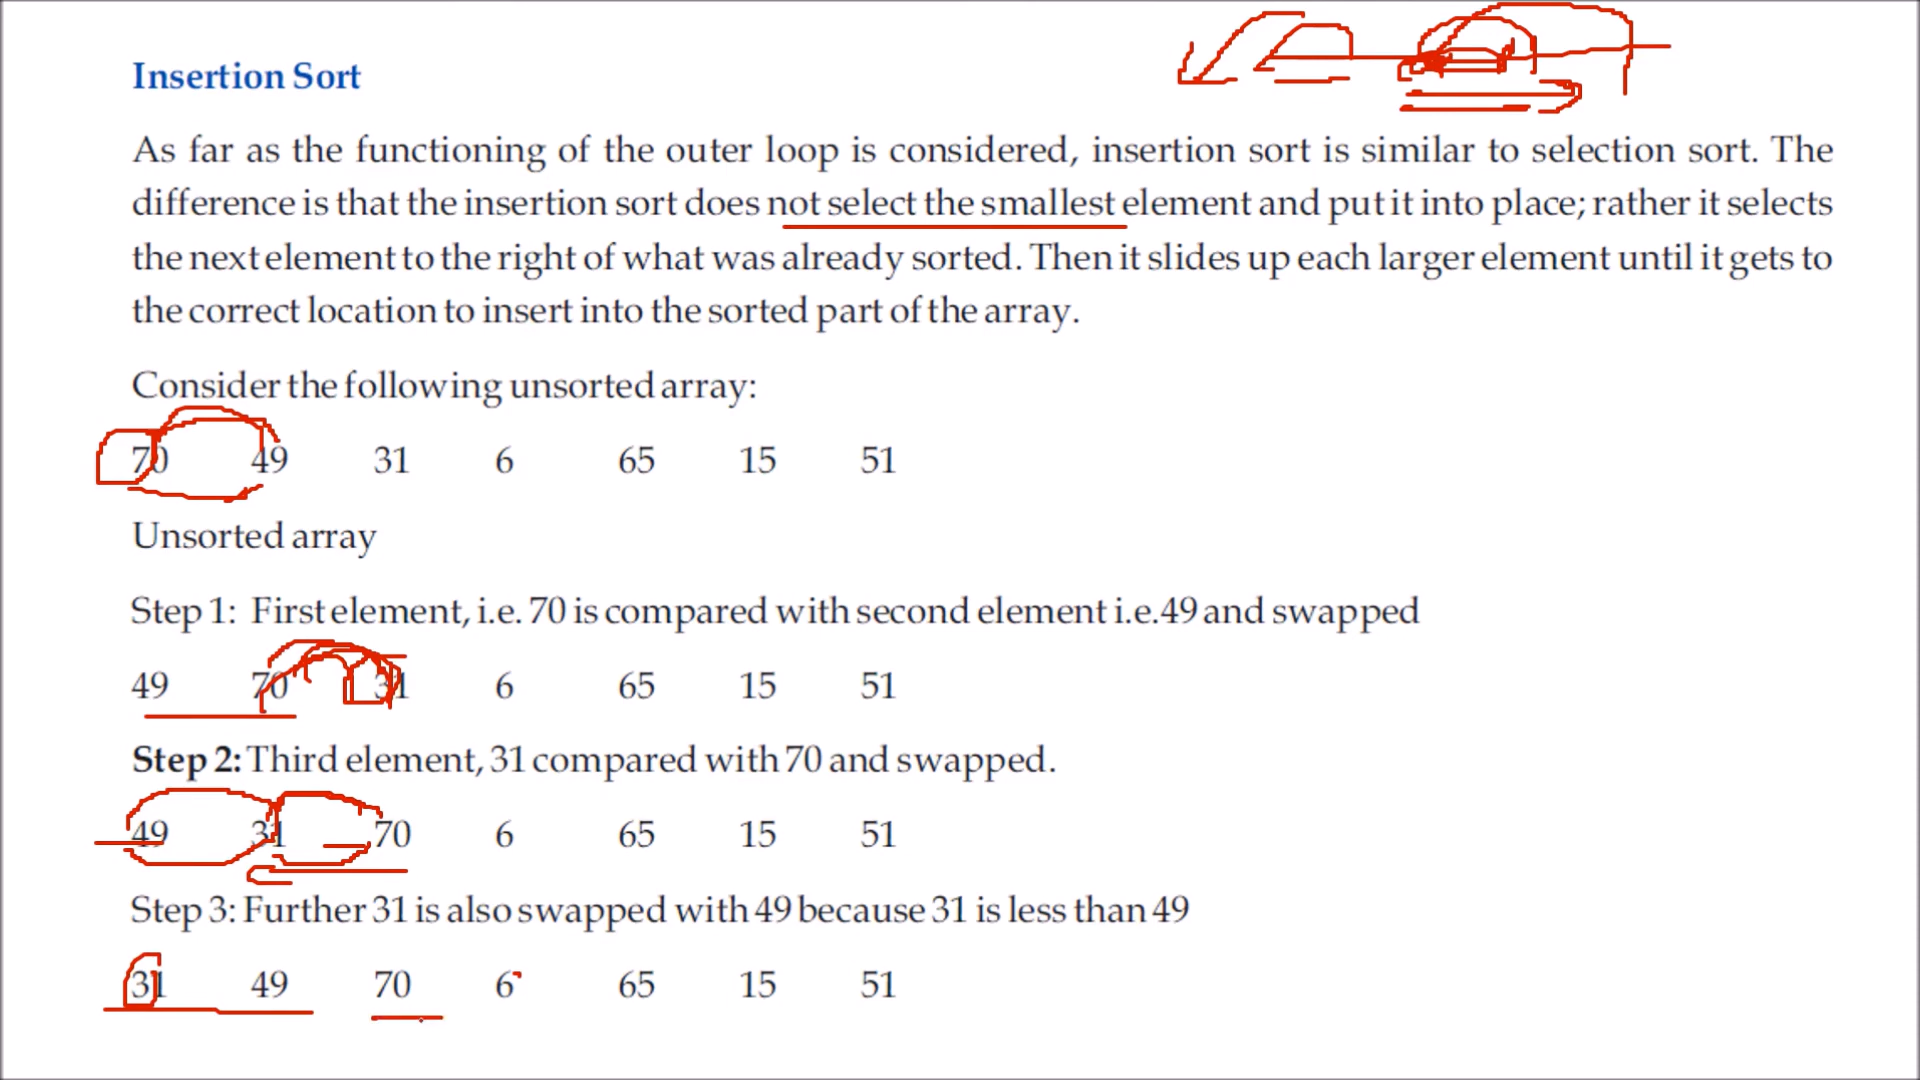 Insertion Sort
As far as the functioning of the outer loop is considered, insertion sort is similar to selection sort. The
difference is that the insertion sort does not select the smallest element and put it into place; rather it selects
the next element to the right of what was already sorted. Then it slides up each larger element until it gets to
the correct location to insert into the sorted part of the array.
Consider the following unsorted array:
70 49 31 6 65 15 51
Unsorted array
Step 1: First element, i.e. 70 is compared with second element i.e.49 and swapped
49 70 31 6 65 15 51
Step 2: Third element, 31 compared with 70 and swapped.
49 31 70 6 65 15 51
Step 3: Further 31 is also swapped with 49 because 31 is less than 49
31 49 70 6 65 15 51